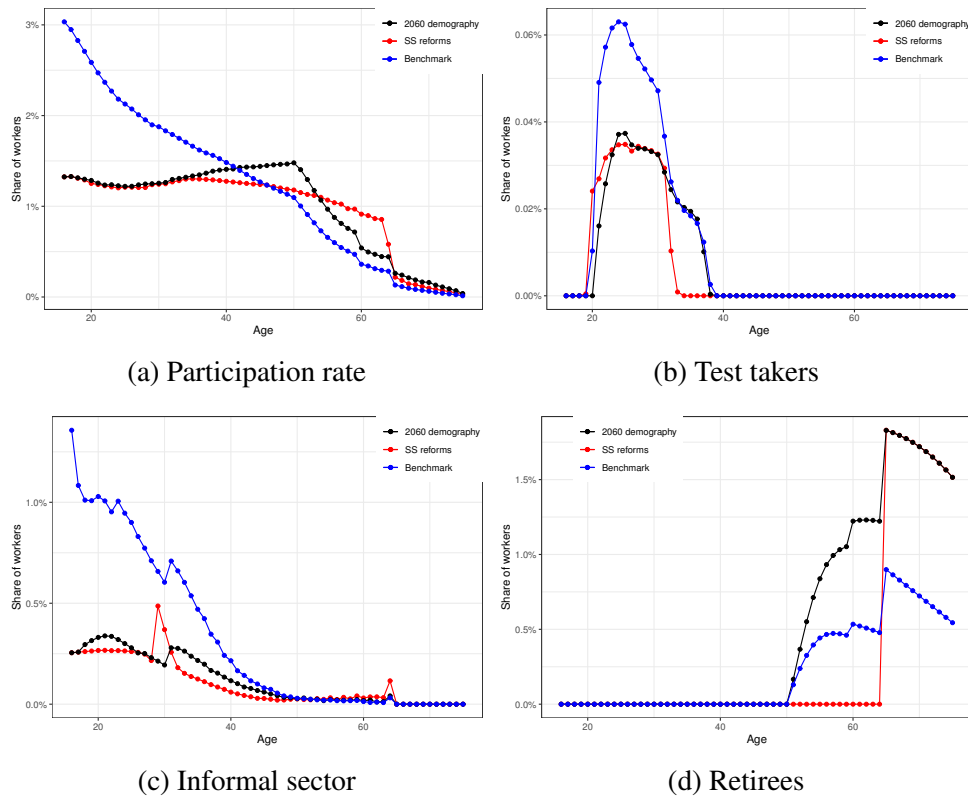 2060 demography
SS reforms
Benchmark
3%
2%
1%
0%
Share of workers
20
40
60
Age
(a) Participation rate
2060 demography
SS reforms
Benchmark
0.06%
0.04%
0.02%
0.00%
Share of workers
20
40
60
Age
(b) Test takers
2060 demography
SS reforms
Benchmark
1.0%
0.5%
0.0%
Share of workers
20
40
60
Age
(c) Informal sector
2060 demography
SS reforms
Benchmark
1.5%
1.0%
0.5%
0.0%
Share of workers
20
40
60
Age
(d) Retirees